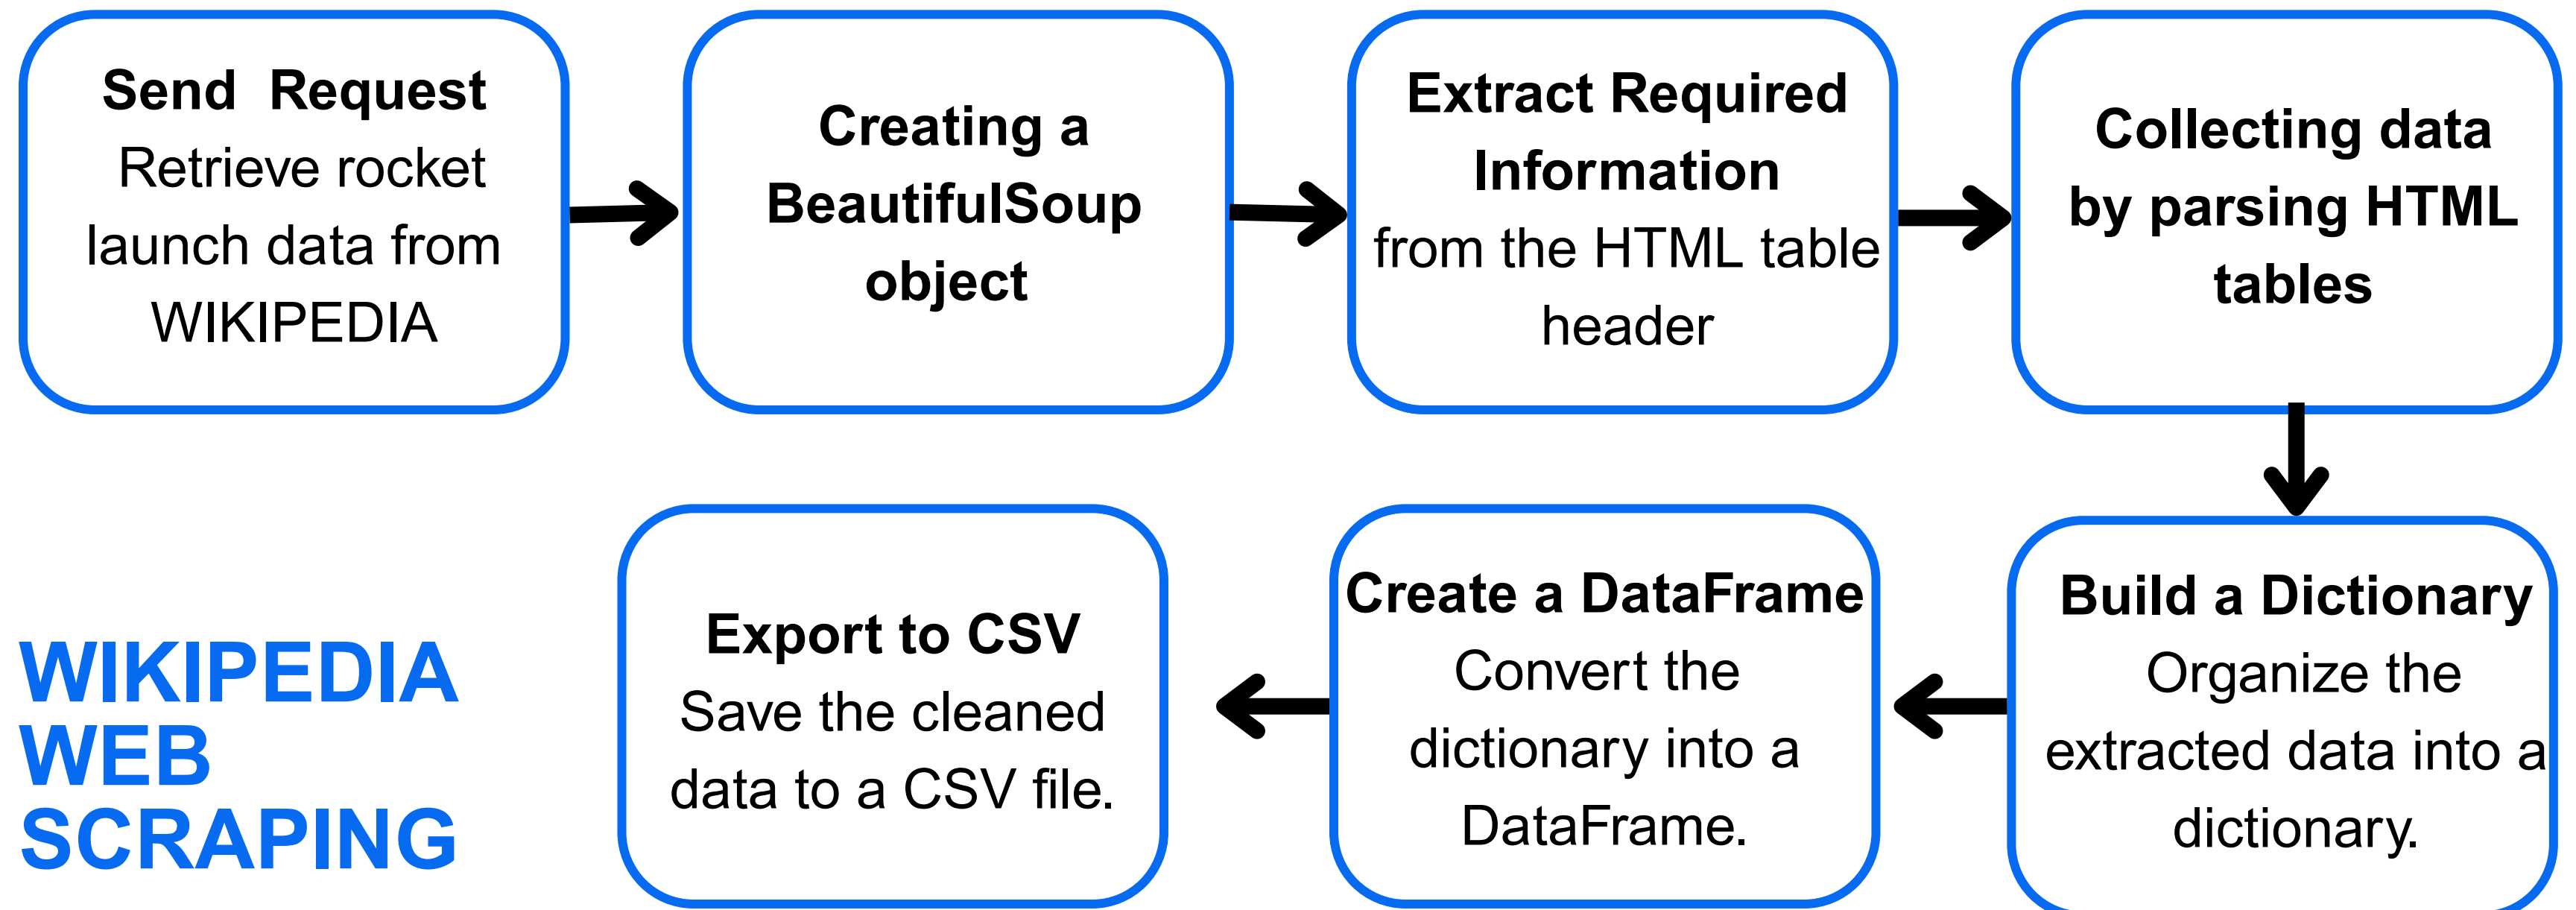 Send Request
Retrieve rocket
launch data from
WIKIPEDIA
Creating a
BeautifulSoup
object
Extract Required
Information
from the HTML table
header
Collecting data
by parsing HTML
tables
Build a Dictionary
Organize the
extracted data into a
dictionary.
Create a DataFrame
Convert the
dictionary into a
DataFrame.
Export to CSV
Save the cleaned
data to a CSV file.
WIKIPEDIA
WEB
SCRAPING